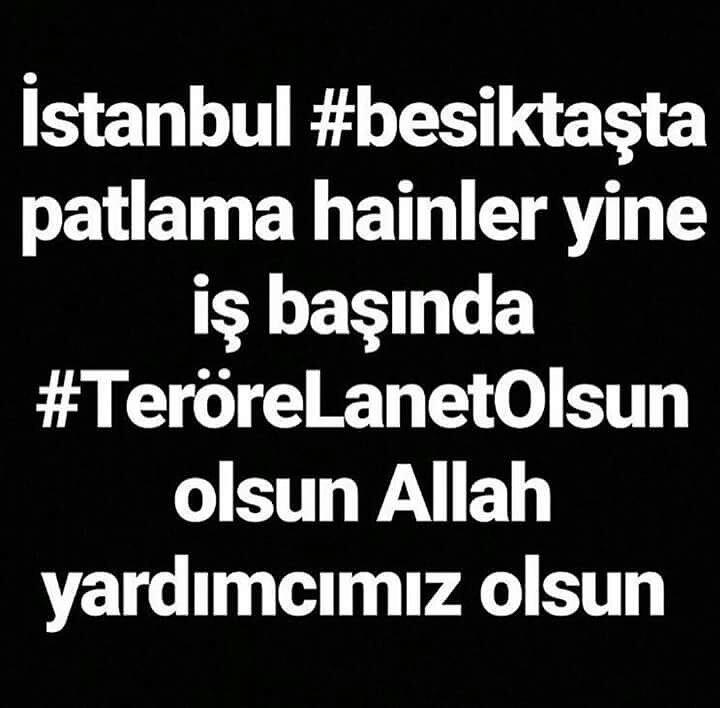 İstanbul #besiktaşta
patlama hainler yine
iş başında
#TeröreLanetOlsun
olsun Allah
yardımcımız olsun